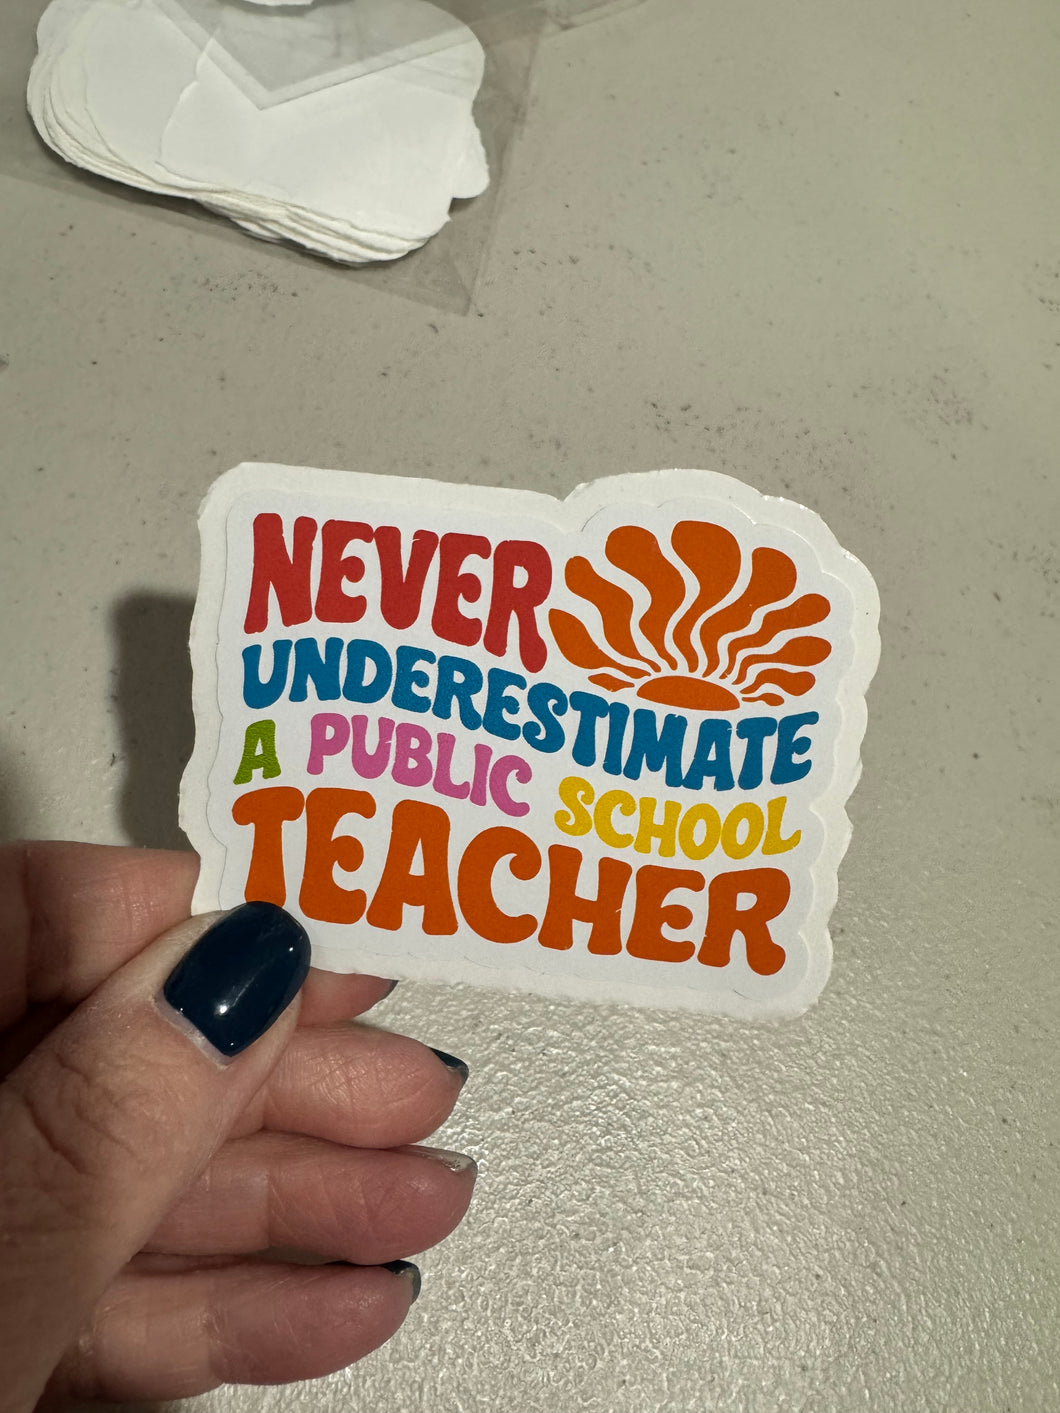 NEVER
UNDERESTIMATE
A PUBLIC SCHOOL
TEACHER